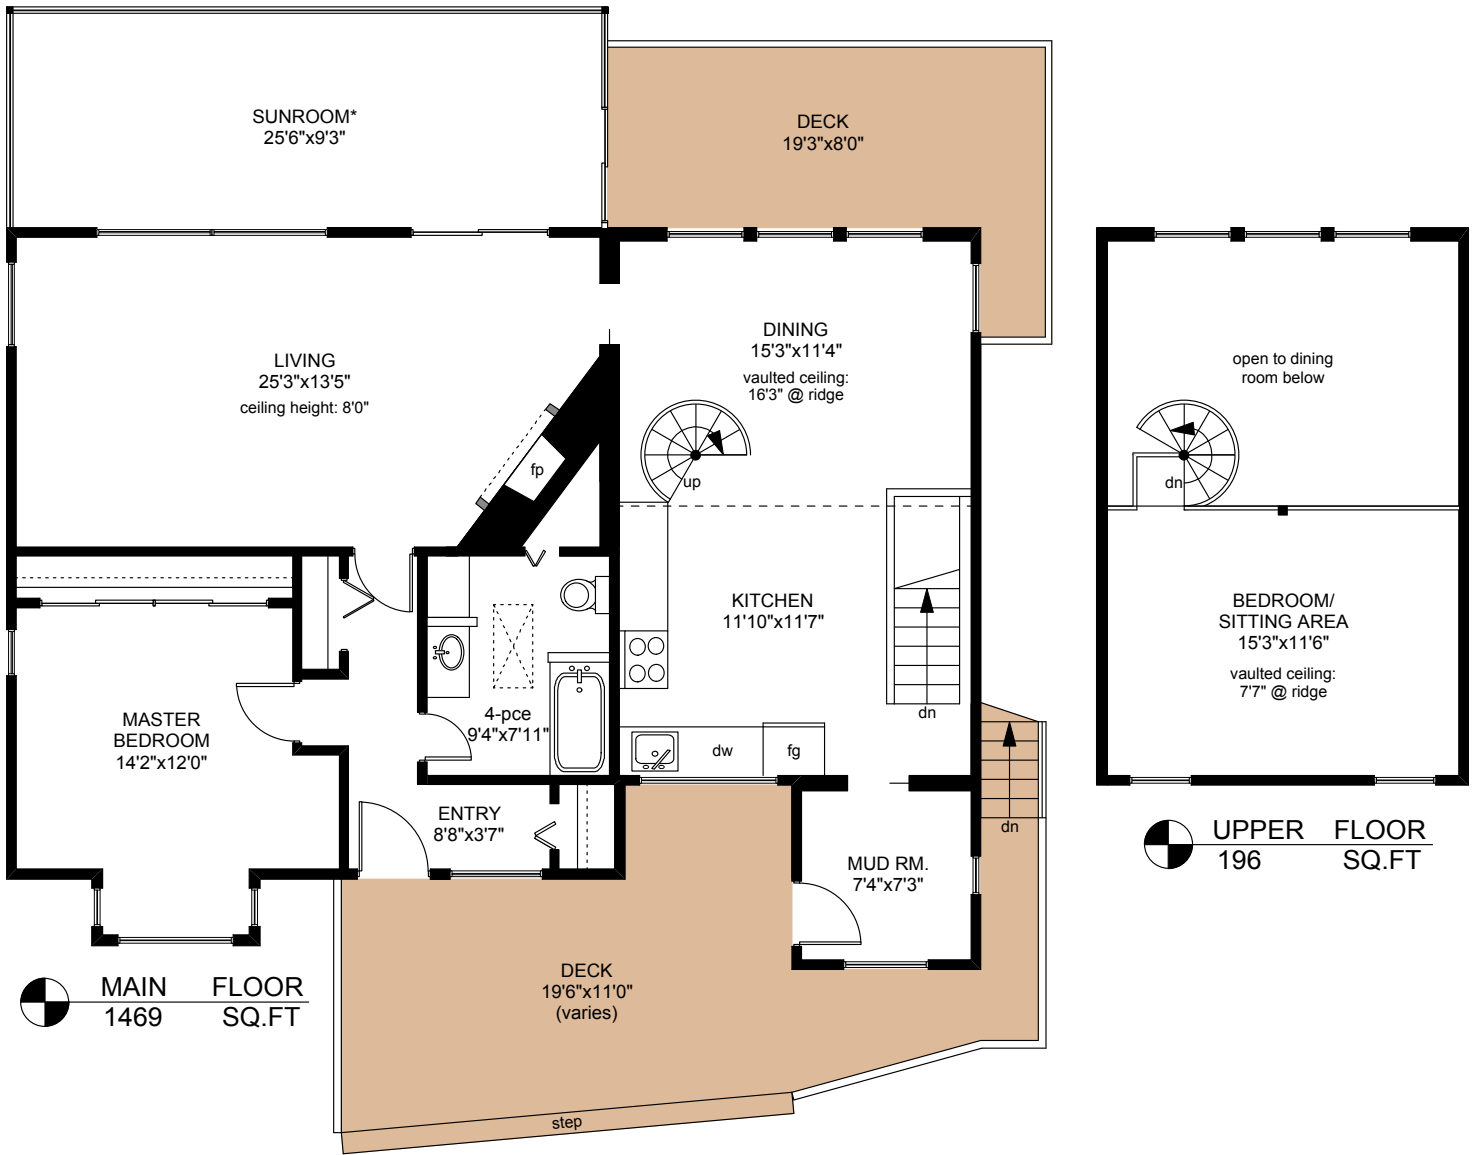 SUNROOM*
25'6"x9'3"
DECK
19'3"x8'0"
LIVING
25'3"x13'5"
ceiling height: 8'0"
DINING
15'3"x11'4"
vaulted ceiling:
16'3" @ ridge
open to dining
room below
fp
up
dn
KITCHEN
11'10"x11'7"
BEDROOM/
SITTING AREA
15'3"x11'6"
vaulted ceiling:
7'7" @ ridge
MASTER
BEDROOM
14'2"x12'0"
4-pce
9'4"x7'11"
dw
fg
dn
dn
ENTRY
8'8"x3'7"
MUD RM.
7'4"x7'3"
UPPER FLOOR
196 SQ.FT
DECK
19'6"x11'0"
(varies)
MAIN FLOOR
1469 SQ.FT
step